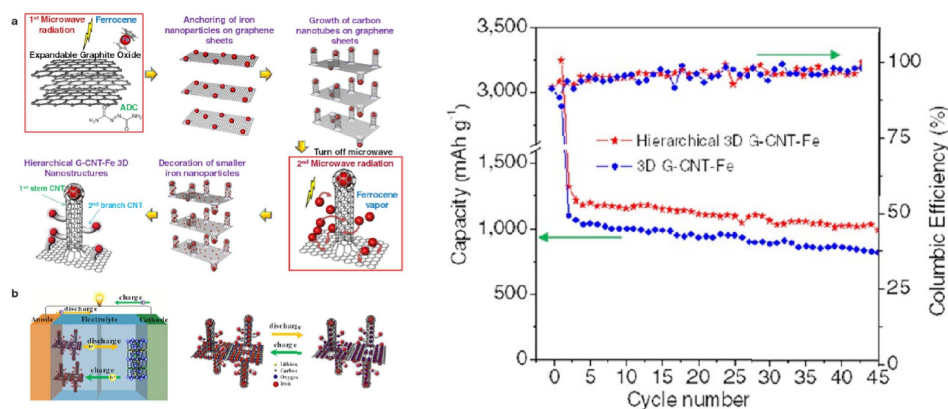 a
1st Microwave
radiation
Ferrocene
Expandable Graphite Oxide
ADC
Anchoring of iron
nanoparticles on graphene
sheets
Growth of carbon
nanotubes on graphene
sheets
Turn off microwave
2nd Microwave radiation
Ferrocene
vapor
Decoration of smaller
iron nanoparticles
Hierarchical G-CNT-Fe 3D
Nanostructures
1st stem CNT
2nd branch CNT
b
charge
discharge
Anode
Electrolyte
Cathode
discharge
Charge
discharge
charge
Lithium
Carbon
Oxygen
Iron
Capacity (mAh g-1)
3,500
3,000
1,500
1,000
500
0
Hierarchical 3D G-CNT-Fe
3D G-CNT-Fe
100
75
50
25
0
Columbic Efficiency (%)
0 5 10 15 20 25 30 35 40 45
Cycle number